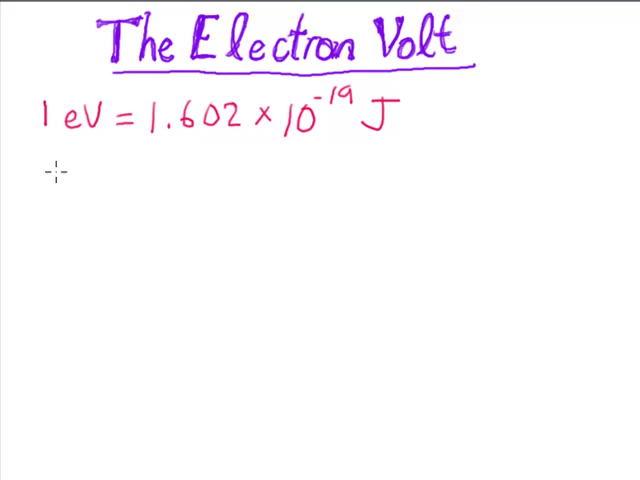 The Electron Volt
1 eV = 1.602 × 10⁻¹⁹ J